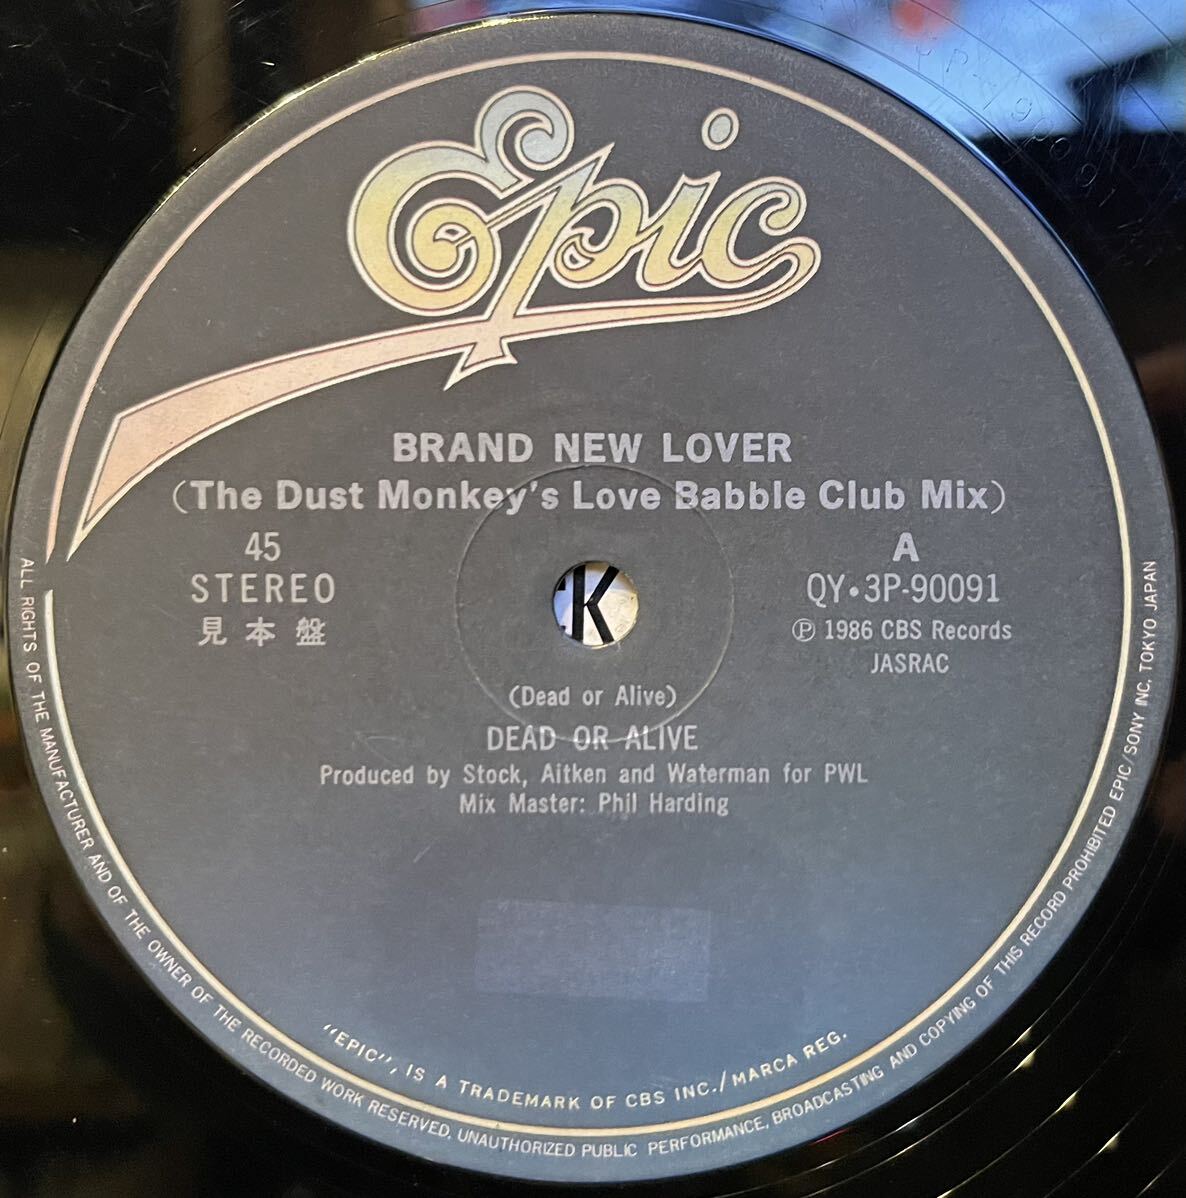 Epic
BRAND NEW LOVER
(The Dust Monkey's Love Babble Club Mix)
45
STEREO
見本盤
A
QY・3P-90091
Ⓟ 1986 CBS Records
JASRAC
K
(Dead or Alive)
DEAD OR ALIVE
Produced by Stock, Aitken and Waterman for PWL
Mix Master: Phil Harding
"EPIC", IS A TRADEMARK OF CBS INC./MARCA REG.
ALL RIGHTS OF THE MANUFACTURER AND OF THE OWNER OF THE RECORDED WORK RESERVED, UNAUTHORIZED PUBLIC PERFORMANCE, BROADCASTING AND COPYING OF THIS RECORD PROHIBITED EPIC/SONY INC. TOKYO JAPAN